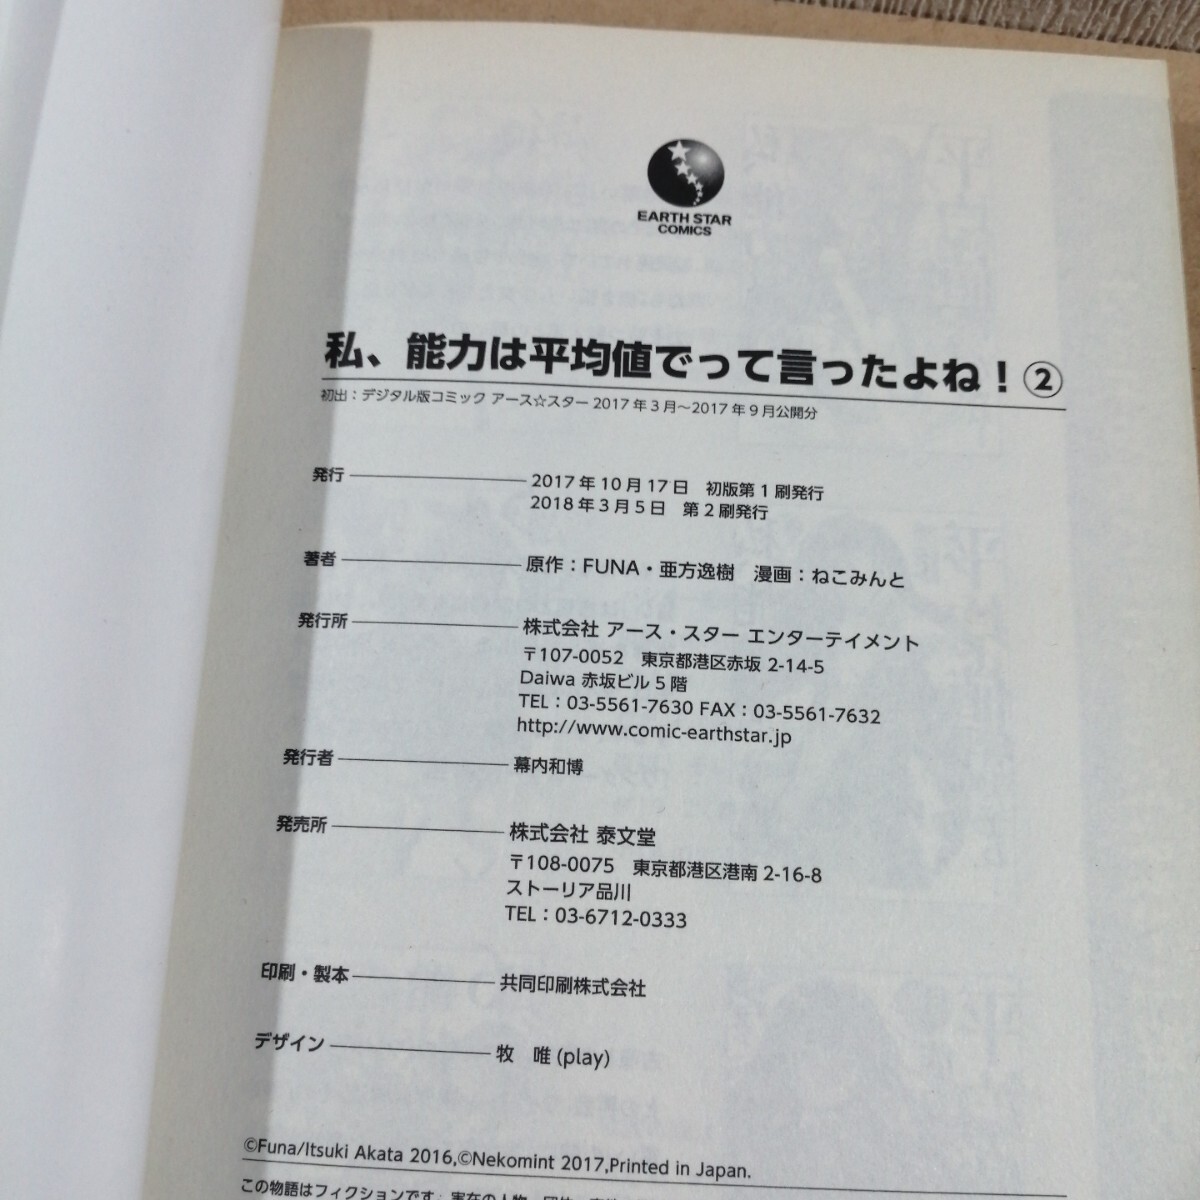 EARTH STAR
COMICS
私、能力は平均値でって言ったよね！②
初出：デジタル版コミック アース☆スター 2017年3月～2017年9月公開分
発行 2017年10月17日 初版第1刷発行
2018年3月5日 第2刷発行
著者 原作：FUNA・亜方逸樹 漫画：ねこみんと
発行所 株式会社 アース・スター エンターテイメント
〒107-0052 東京都港区赤坂 2-14-5
Daiwa 赤坂ビル 5階
TEL：03-5561-7630 FAX：03-5561-7632
http://www.comic-earthstar.jp
発行者 幕内和博
発売所 株式会社 泰文堂
〒108-0075 東京都港区港南 2-16-8
ストーリア品川
TEL：03-6712-0333
印刷・製本 共同印刷株式会社
デザイン 牧 唯 (play)
©Funa/Itsuki Akata 2016,©Nekomint 2017,Printed in Japan.
この物語はフィクションです。実在の人物・団体・